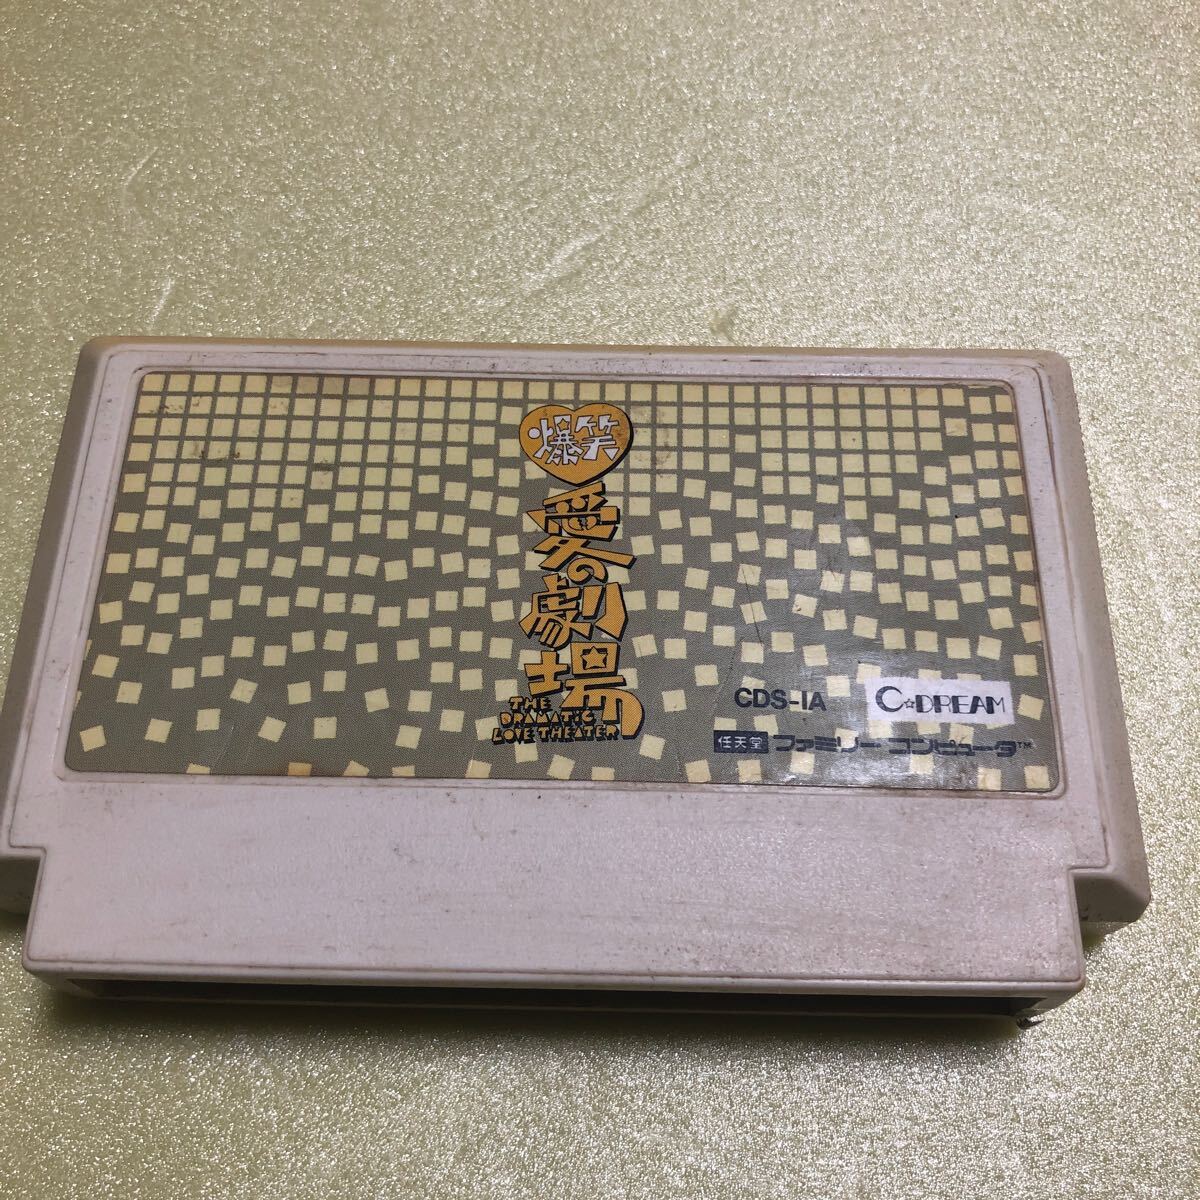 爆笑
愛の劇場
THE
DRAMATIC
LOVE THEATER
CDS-IA
C☆DREAM
任天堂 ファミリー コンピュータ™